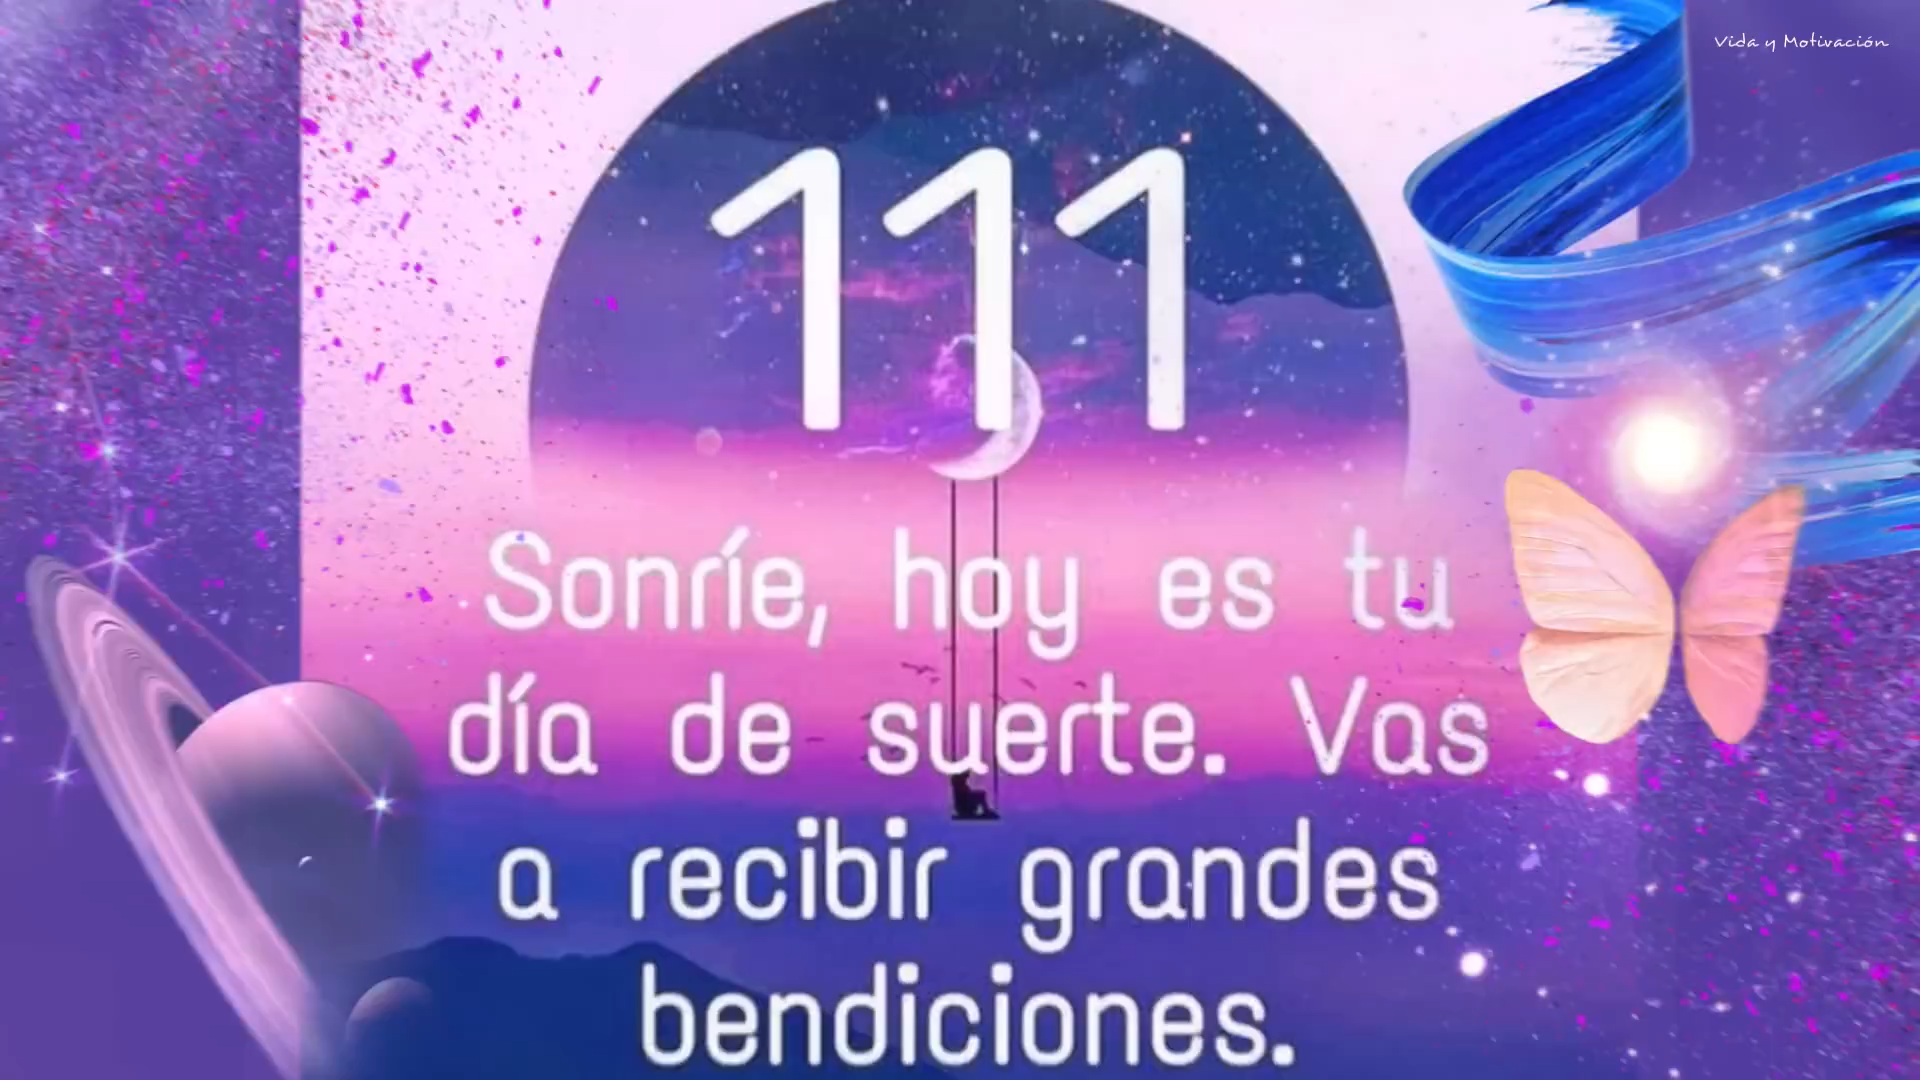 Vida y Motivación
111
Sonríe, hoy es tu
día de suerte. Vas
a recibir grandes
bendiciones.